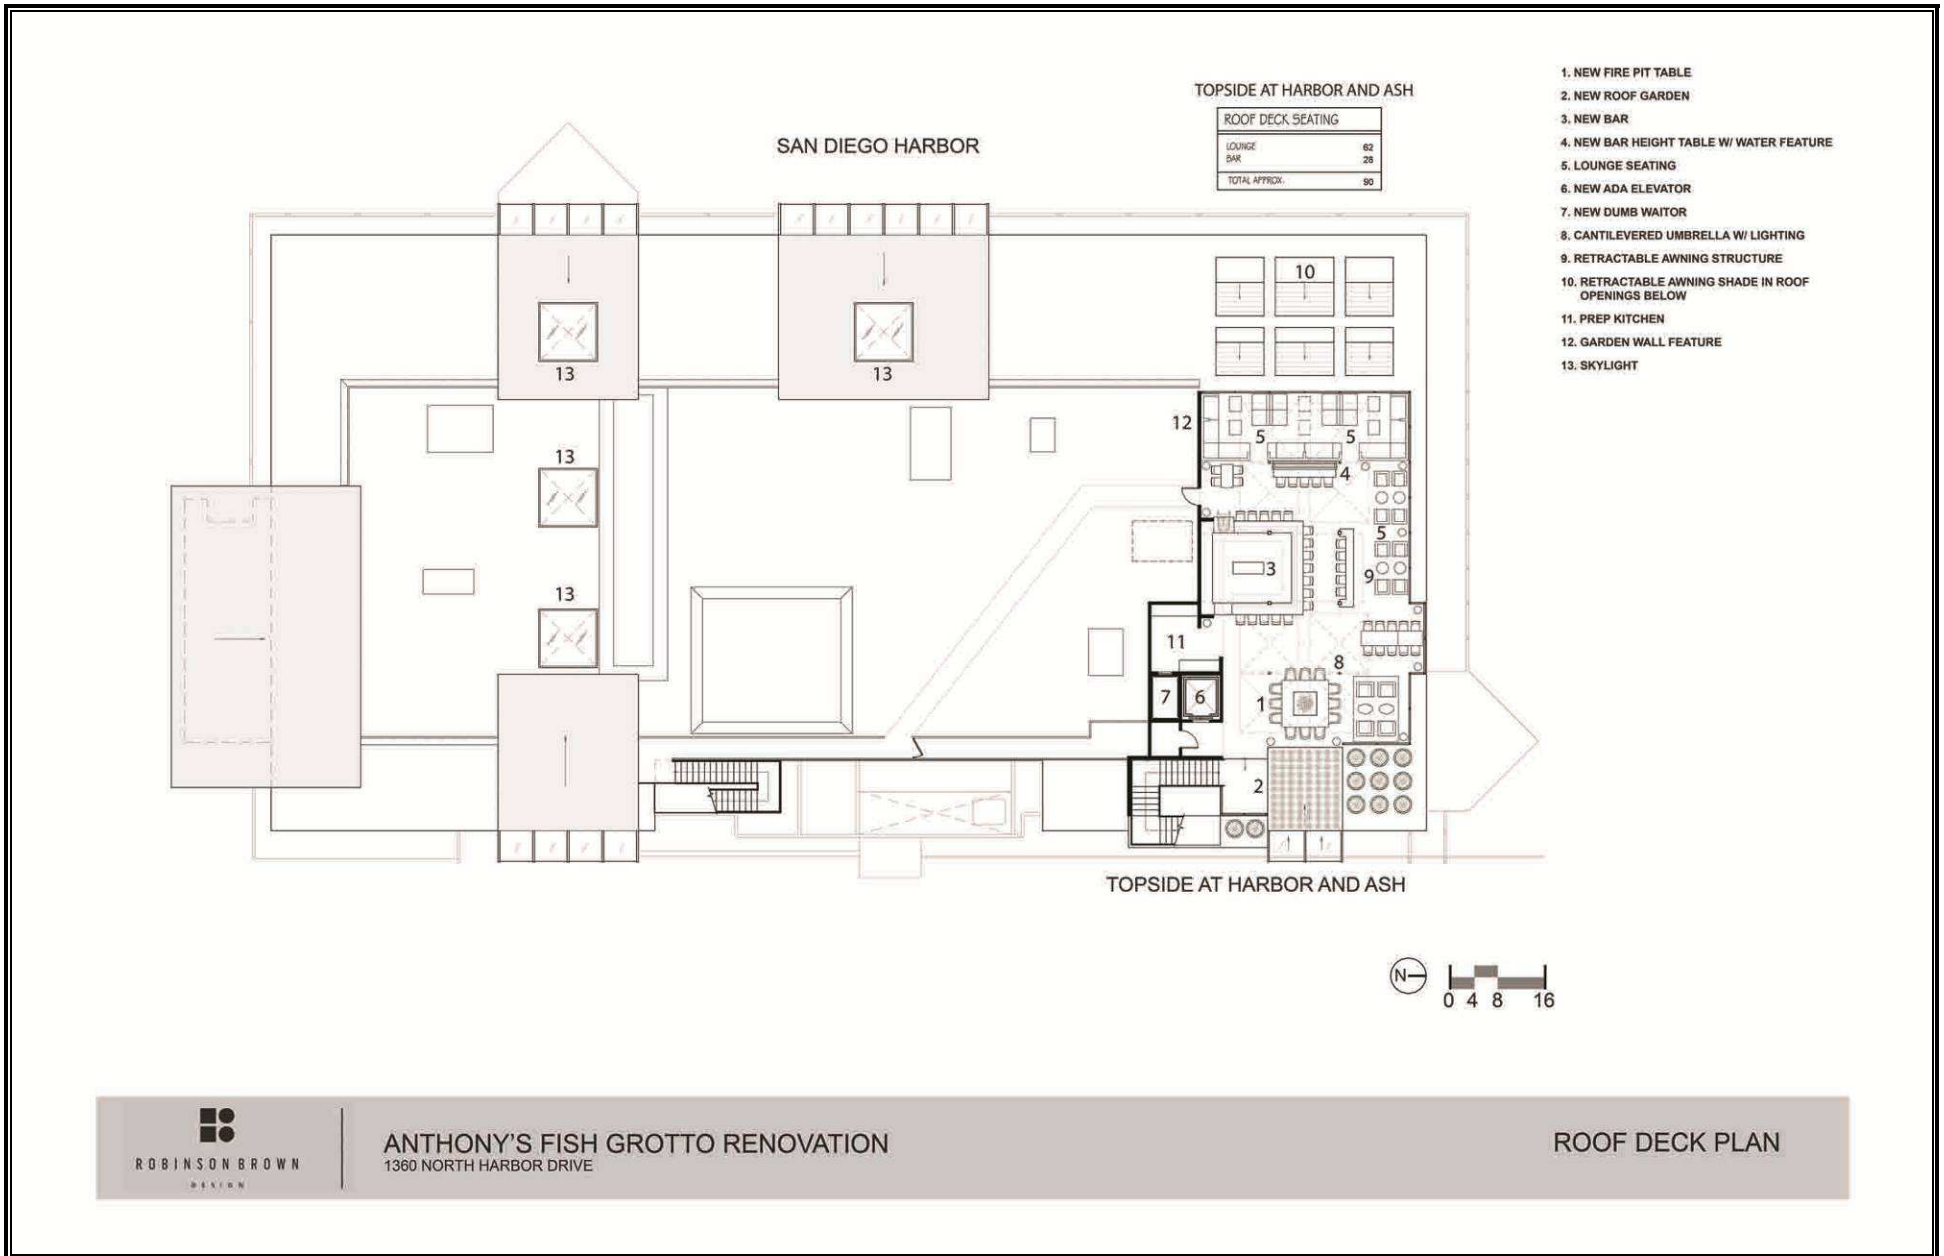 TOPSIDE AT HARBOR AND ASH
ROOF DECK SEATING
LOUNGE 62
BAR 28
TOTAL APPROX. 90
1. NEW FIRE PIT TABLE
2. NEW ROOF GARDEN
3. NEW BAR
4. NEW BAR HEIGHT TABLE W/ WATER FEATURE
5. LOUNGE SEATING
6. NEW ADA ELEVATOR
7. NEW DUMB WAITOR
8. CANTILEVERED UMBRELLA W/ LIGHTING
9. RETRACTABLE AWNING STRUCTURE
10. RETRACTABLE AWNING SHADE IN ROOF
OPENINGS BELOW
11. PREP KITCHEN
12. GARDEN WALL FEATURE
13. SKYLIGHT
SAN DIEGO HARBOR
10
13
13
12
5
5
13
4
5
3
9
13
11
8
7
6
1
2
TOPSIDE AT HARBOR AND ASH
N
0 4 8 16
ROBINSON BROWN
DESIGN
ANTHONY'S FISH GROTTO RENOVATION
1360 NORTH HARBOR DRIVE
ROOF DECK PLAN